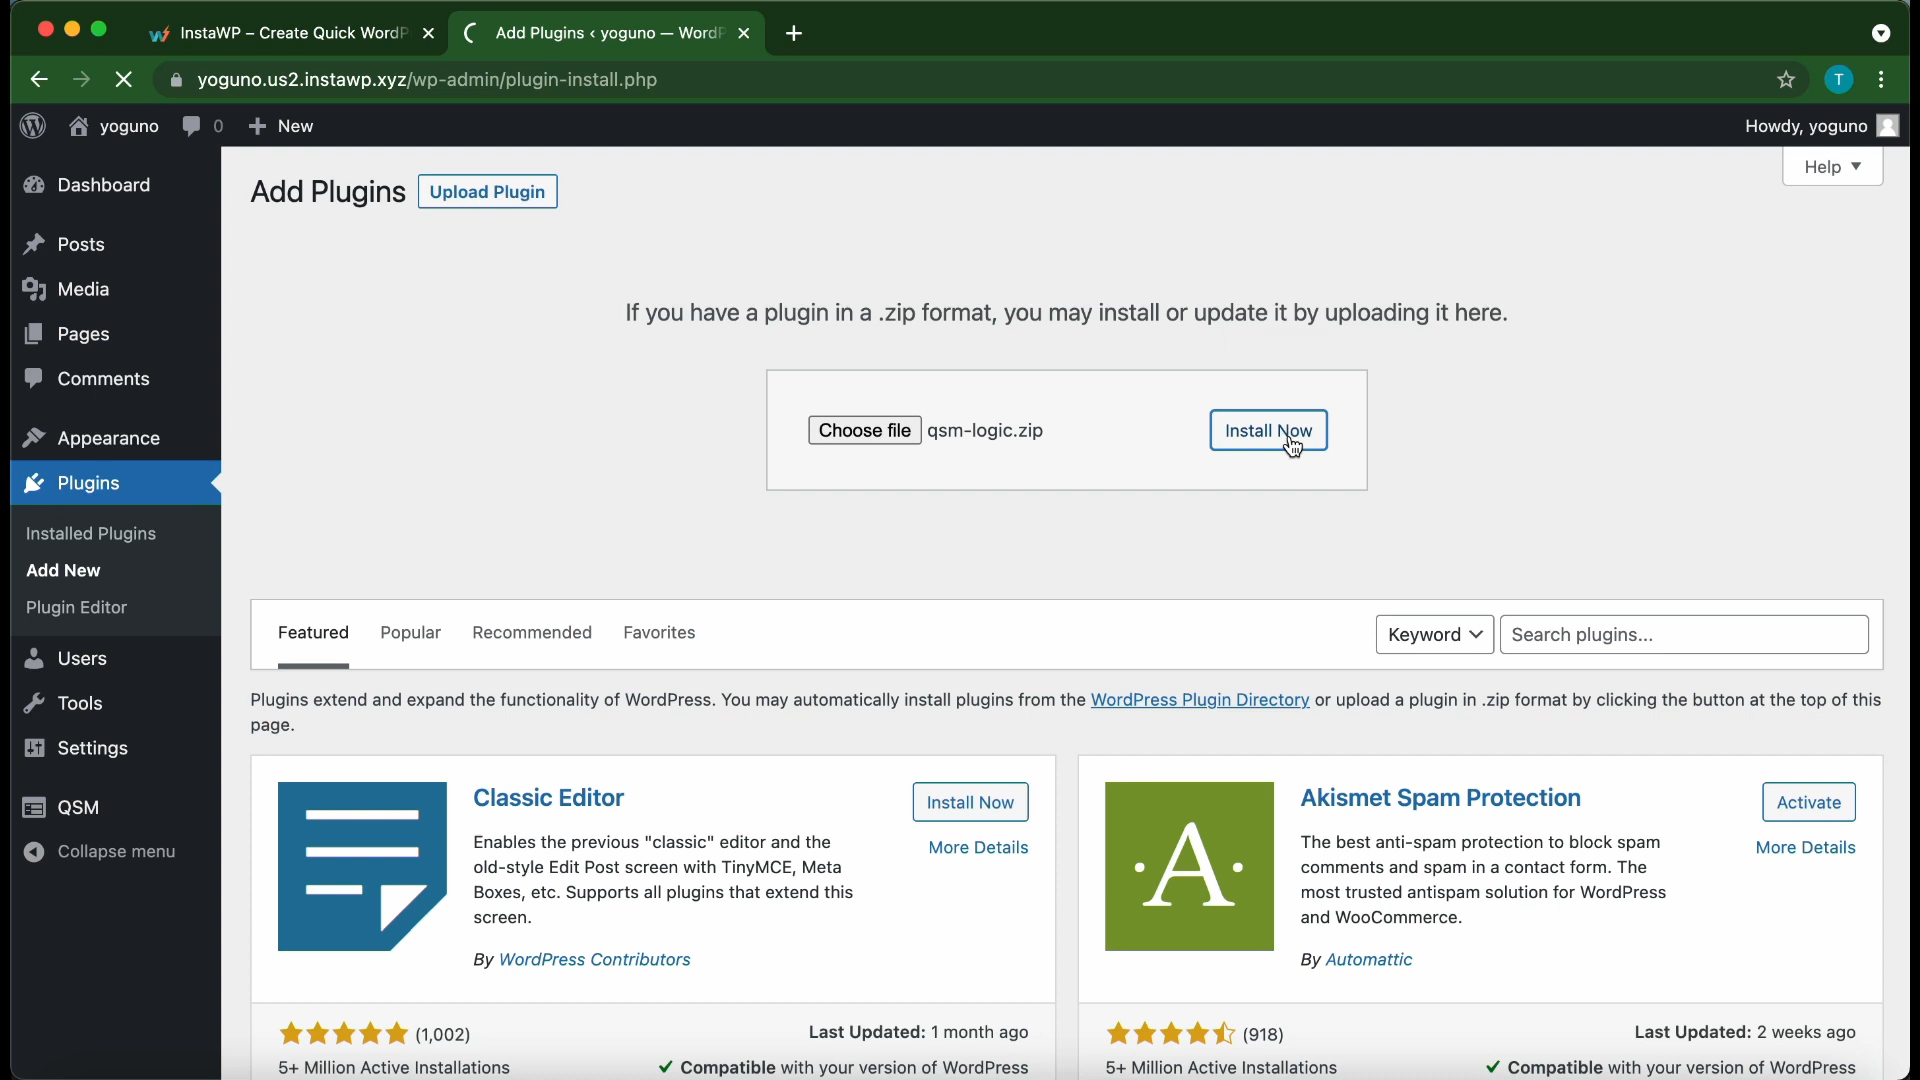 InstaWP – Create Quick WordP
Add Plugins ‹ yoguno — WordP
yoguno.us2.instawp.xyz/wp-admin/plugin-install.php
T
yoguno
0
New
Howdy, yoguno
Help
Dashboard
Posts
Media
Pages
Comments
Appearance
Plugins
Installed Plugins
Add New
Plugin Editor
Users
Tools
Settings
QSM
Collapse menu
Add Plugins
Upload Plugin
If you have a plugin in a .zip format, you may install or update it by uploading it here.
Choose file qsm-logic.zip
Install Now
Featured
Popular
Recommended
Favorites
Keyword
Search plugins...
Plugins extend and expand the functionality of WordPress. You may automatically install plugins from the WordPress Plugin Directory or upload a plugin in .zip format by clicking the button at the top of this
page.
Classic Editor
Install Now
More Details
Enables the previous "classic" editor and the
old-style Edit Post screen with TinyMCE, Meta
Boxes, etc. Supports all plugins that extend this
screen.
By WordPress Contributors
(1,002)
Last Updated: 1 month ago
5+ Million Active Installations
Compatible with your version of WordPress
A
Akismet Spam Protection
Activate
More Details
The best anti-spam protection to block spam
comments and spam in a contact form. The
most trusted antispam solution for WordPress
and WooCommerce.
By Automattic
(918)
Last Updated: 2 weeks ago
5+ Million Active Installations
Compatible with your version of WordPress